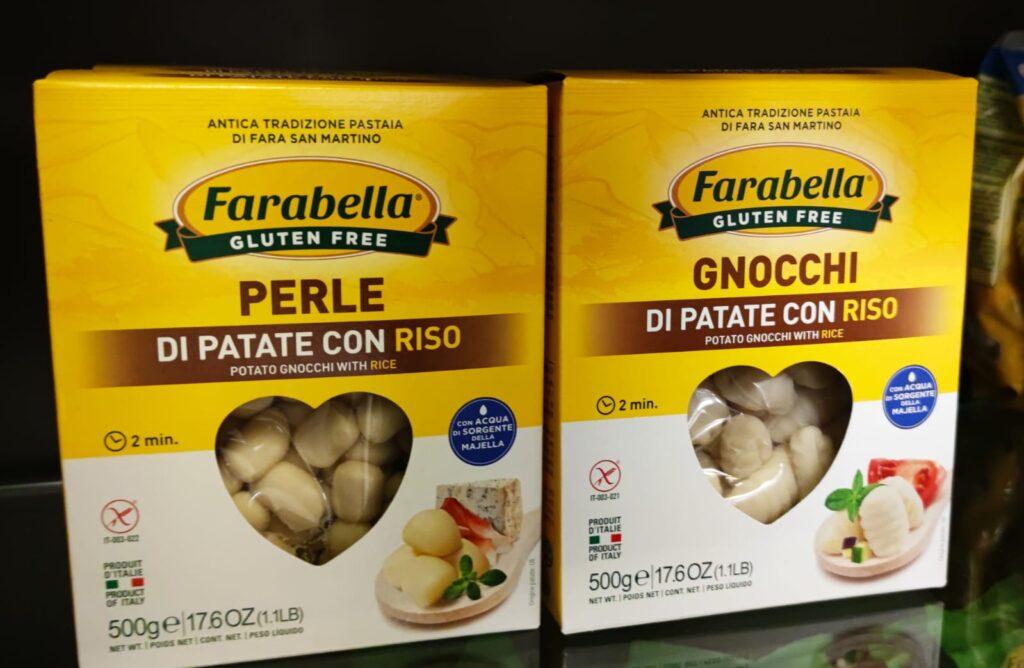 ANTICA TRADIZIONE PASTAIA
DI FARA SAN MARTINO
Farabella®
GLUTEN FREE
PERLE
DI PATATE CON RISO
POTATO GNOCCHI WITH RICE
2 min.
CON ACQUA
DI SORGENTE
DELLA
MAJELLA
IT-003-022
PRODUIT
D'ITALIE
PRODUCT
OF ITALY
500g e | 17.6 OZ (1.1LB)
NET WT. | POIDS NET | CONT. NET. | PESO LÍQUIDO
ANTICA TRADIZIONE PASTAIA
DI FARA SAN MARTINO
Farabella®
GLUTEN FREE
GNOCCHI
DI PATATE CON RISO
POTATO GNOCCHI WITH RICE
2 min.
CON ACQUA
DI SORGENTE
DELLA
MAJELLA
IT-003-021
PRODUIT
D'ITALIE
PRODUCT
OF ITALY
500g e | 17.6 OZ (1.1LB)
NET WT. | POIDS NET | CONT. NET. | PESO LÍQUIDO